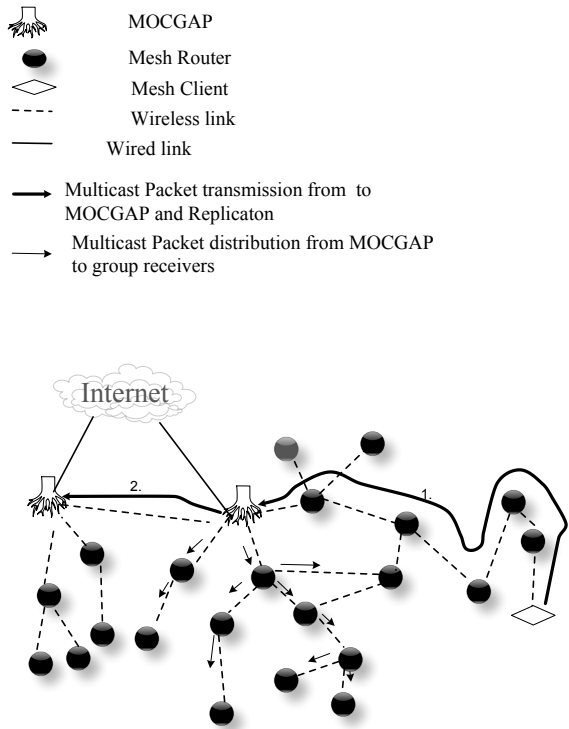 MOCGAP
Mesh Router
Mesh Client
Wireless link
Wired link
Multicast Packet transmission from to
MOCGAP and Replicaton
Multicast Packet distribution from MOCGAP
to group receivers
Internet
2.
1.